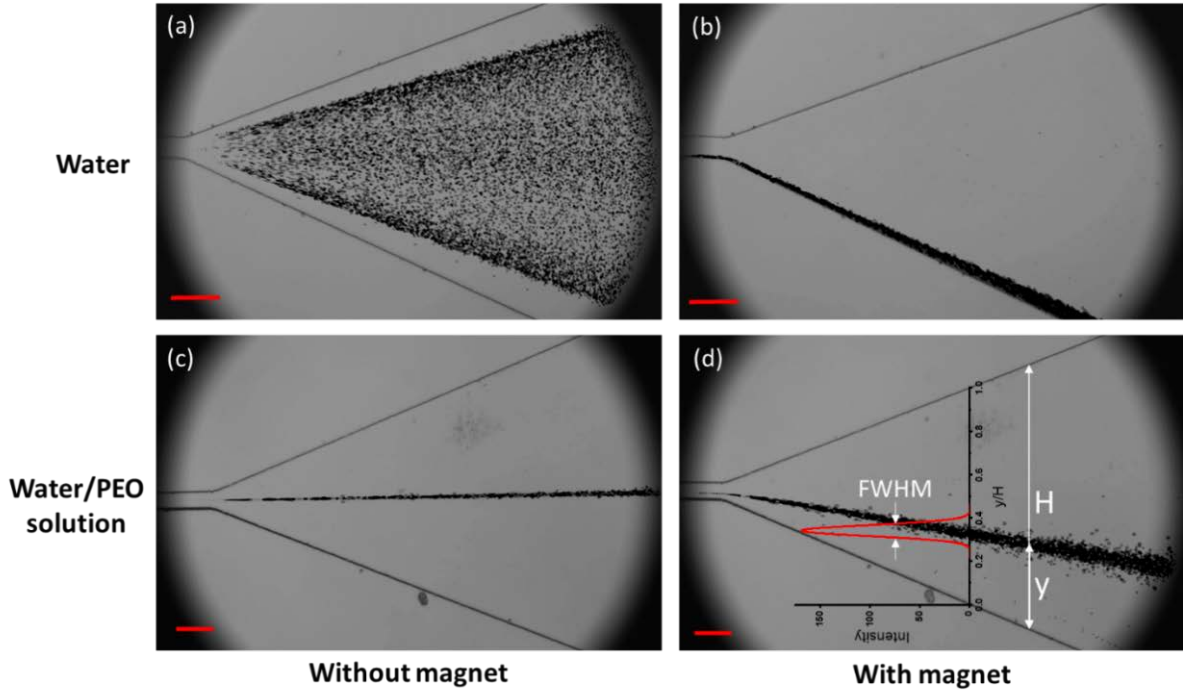 (a)
(b)
Water
(c)
(d)
Water/PEO
solution
FWHM
H
y
y/H
1.0
0.8
0.6
0.4
0.2
0.0
150
100
50
0
Intensity
Without magnet
With magnet